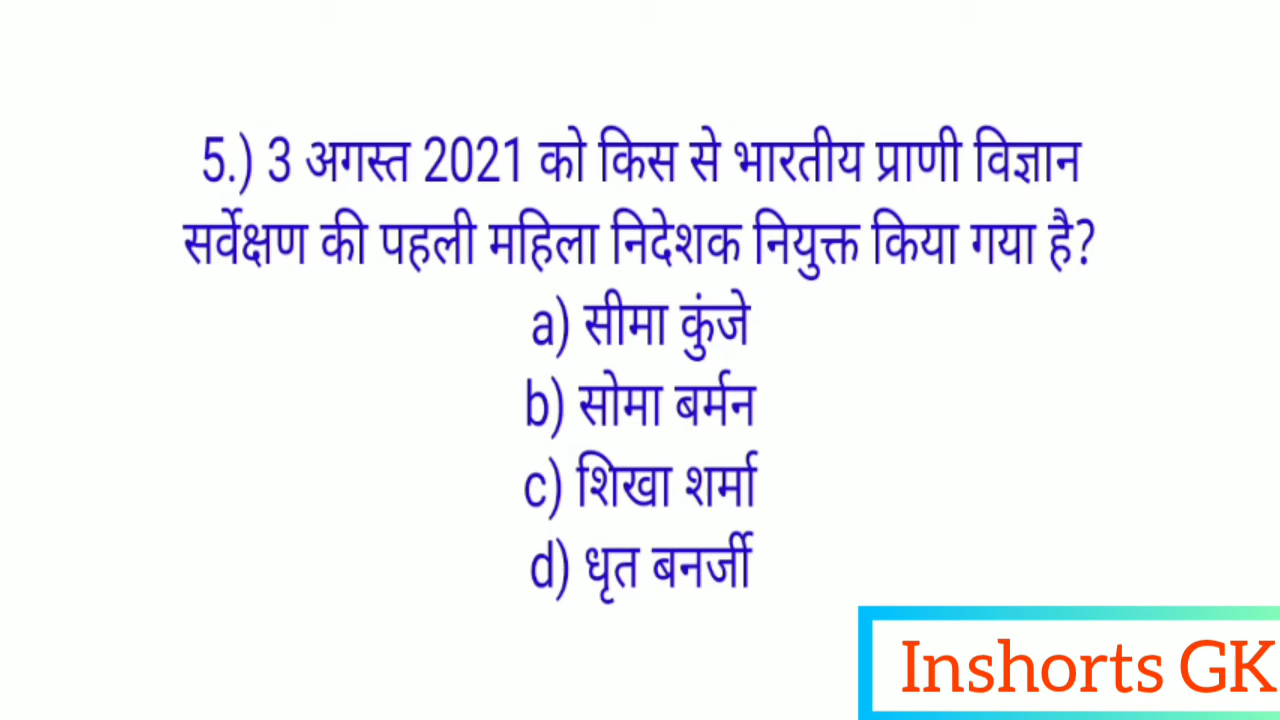 5.) 3 अगस्त 2021 को किस से भारतीय प्राणी विज्ञान
सर्वेक्षण की पहली महिला निदेशक नियुक्त किया गया है?
a) सीमा कुंजे
b) सोमा बर्मन
c) शिखा शर्मा
d) धृत बनर्जी
Inshorts GK